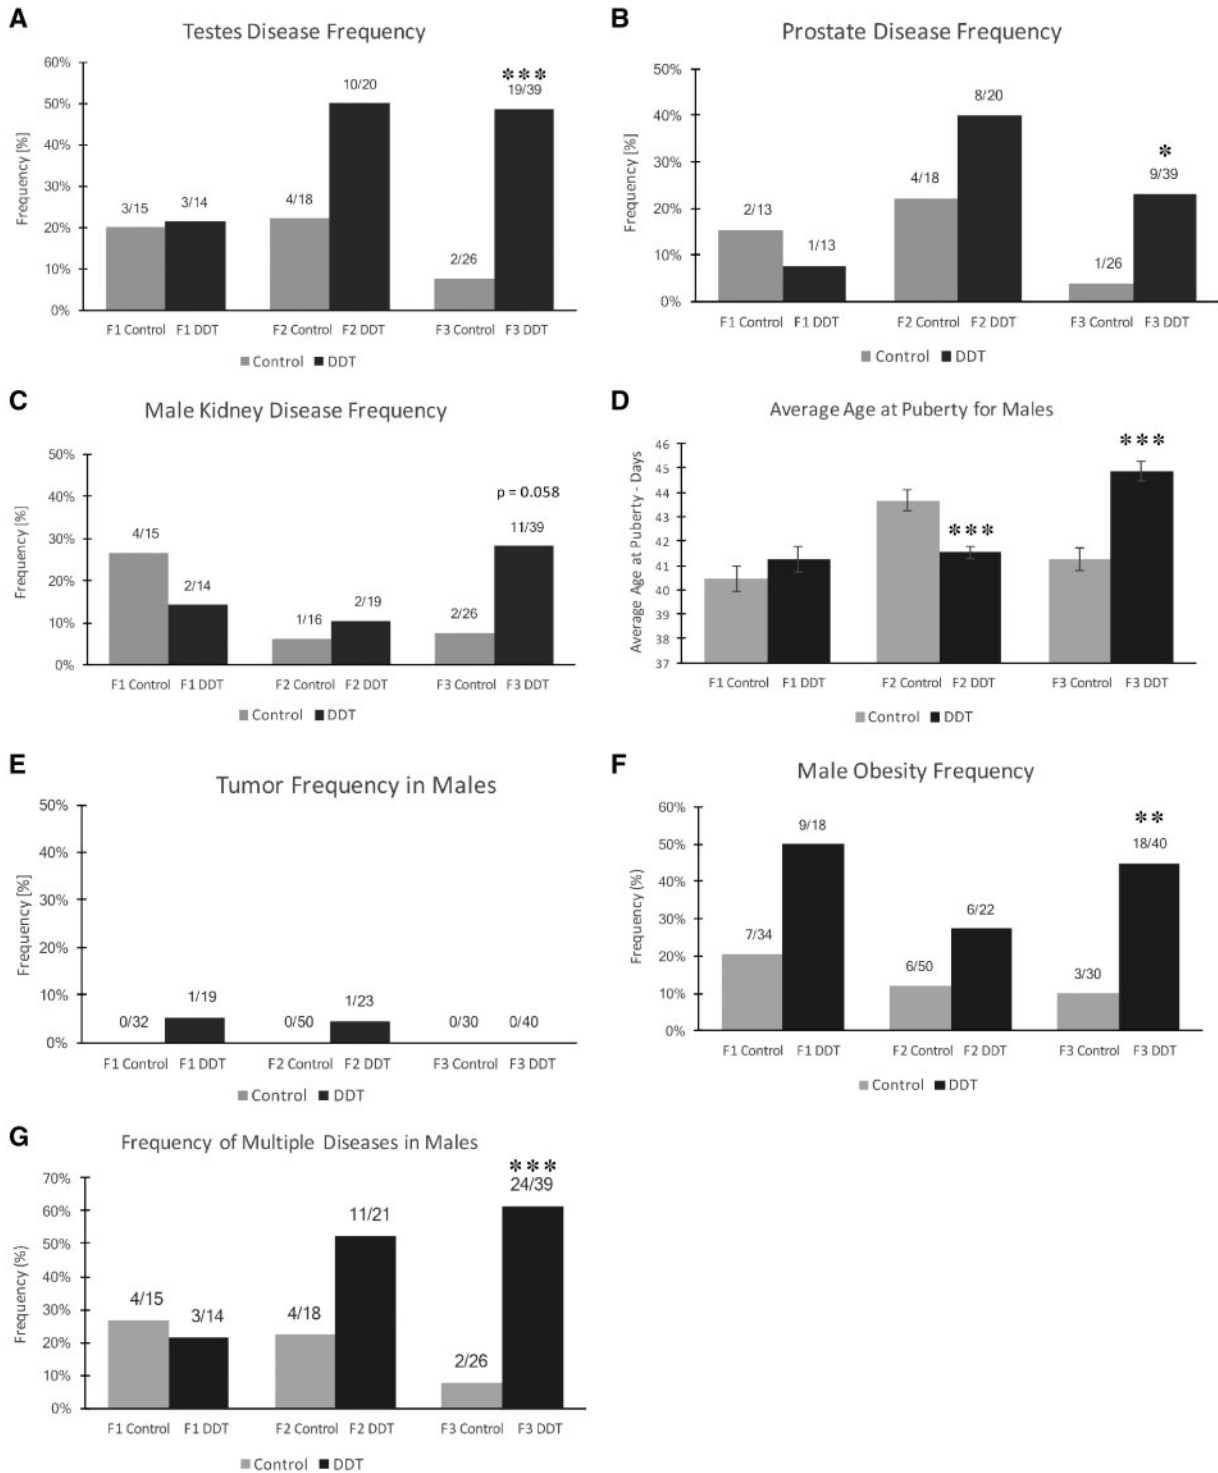 A
Testes Disease Frequency
Frequency [%]
60%
50%
40%
30%
20%
10%
0%
3/15
3/14
4/18
10/20
2/26
***
19/39
F1 Control F1 DDT F2 Control F2 DDT F3 Control F3 DDT
Control DDT
B
Prostate Disease Frequency
Frequency [%]
50%
40%
30%
20%
10%
0%
2/13
1/13
4/18
8/20
1/26
*
9/39
F1 Control F1 DDT F2 Control F2 DDT F3 Control F3 DDT
Control DDT
C
Male Kidney Disease Frequency
Frequency [%]
50%
40%
30%
20%
10%
0%
4/15
2/14
1/16
2/19
2/26
p = 0.058
11/39
F1 Control F1 DDT F2 Control F2 DDT F3 Control F3 DDT
Control DDT
D
Average Age at Puberty for Males
Average Age at Puberty - Days
46
45
44
43
42
41
40
39
38
37
***
***
F1 Control F1 DDT F2 Control F2 DDT F3 Control F3 DDT
Control DDT
E
Tumor Frequency in Males
Frequency [%]
50%
40%
30%
20%
10%
0%
0/32
1/19
0/50
1/23
0/30
0/40
F1 Control F1 DDT F2 Control F2 DDT F3 Control F3 DDT
Control DDT
F
Male Obesity Frequency
Frequency (%)
60%
50%
40%
30%
20%
10%
0%
7/34
9/18
6/50
6/22
3/30
**
18/40
F1 Control F1 DDT F2 Control F2 DDT F3 Control F3 DDT
Control DDT
G
Frequency of Multiple Diseases in Males
Frequency (%)
70%
60%
50%
40%
30%
20%
10%
0%
4/15
3/14
4/18
11/21
2/26
***
24/39
F1 Control F1 DDT F2 Control F2 DDT F3 Control F3 DDT
Control DDT